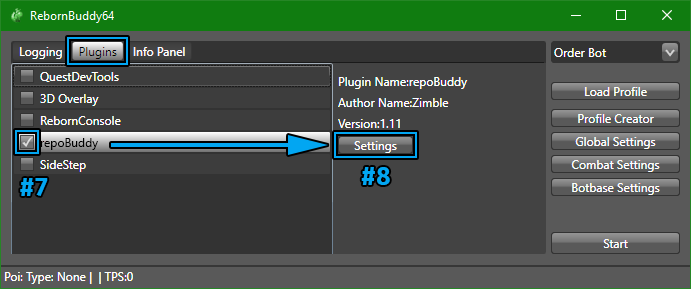 RebornBuddy64
Logging Plugins Info Panel
Order Bot
QuestDevTools
3D Overlay
RebornConsole
repoBuddy
SideStep
#7
Plugin Name:repoBuddy
Author Name:Zimble
Version:1.11
Settings
#8
Load Profile
Profile Creator
Global Settings
Combat Settings
Botbase Settings
Start
Poi: Type: None | | TPS:0